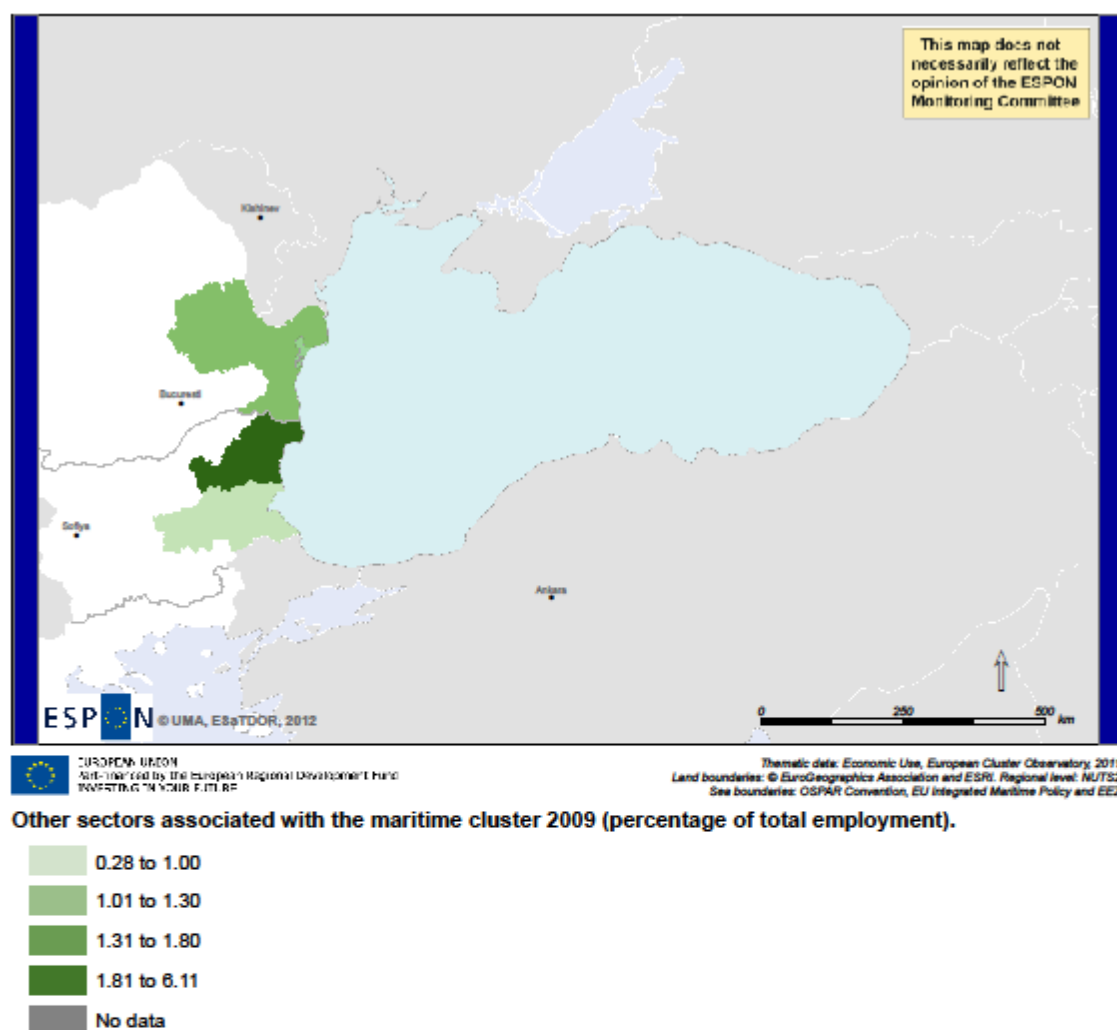 This map does not
necessarily reflect the
opinion of the ESPON
Monitoring Committee
Kishinev
Bucuresti
Sofiya
Ankara
0 250 500
km
ESPON © UMA, ESaTDOR, 2012
EUROPEAN UNION
Part-financed by the European Regional Development Fund
INVESTING IN YOUR FUTURE
Thematic data: Economic Use, European Cluster Observatory, 2011
Land boundaries: © EuroGeographics Association and ESRI. Regional level: NUTS2
Sea boundaries: OSPAR Convention, EU Integrated Maritime Policy and EEZ
Other sectors associated with the maritime cluster 2009 (percentage of total employment).
0.28 to 1.00
1.01 to 1.30
1.31 to 1.80
1.81 to 6.11
No data